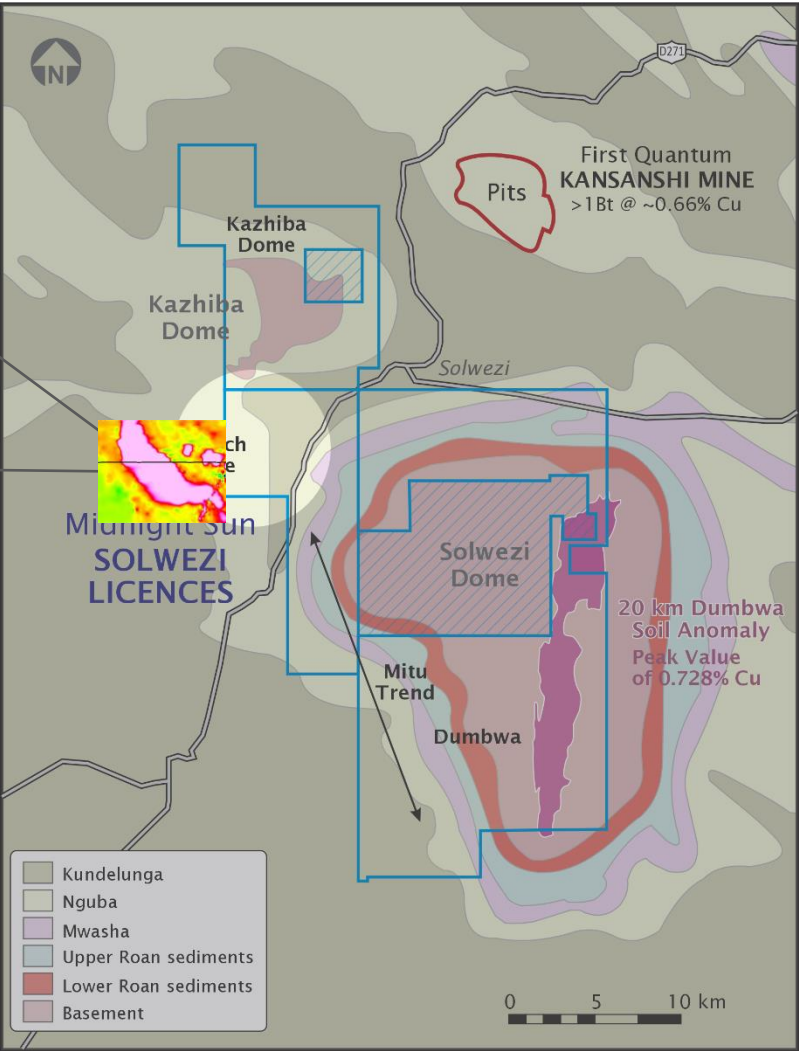 N
D271
First Quantum
KANSANSHI MINE
>1Bt @ ~0.66% Cu
Pits
Kazhiba
Dome
Kazhiba
Dome
Solwezi
ch
e
Midnight Sun
SOLWEZI
LICENCES
Solwezi
Dome
20 km Dumbwa
Soil Anomaly
Peak Value
of 0.728% Cu
Mitu
Trend
Dumbwa
Kundelunga
Nguba
Mwasha
Upper Roan sediments
Lower Roan sediments
Basement
0 5 10 km